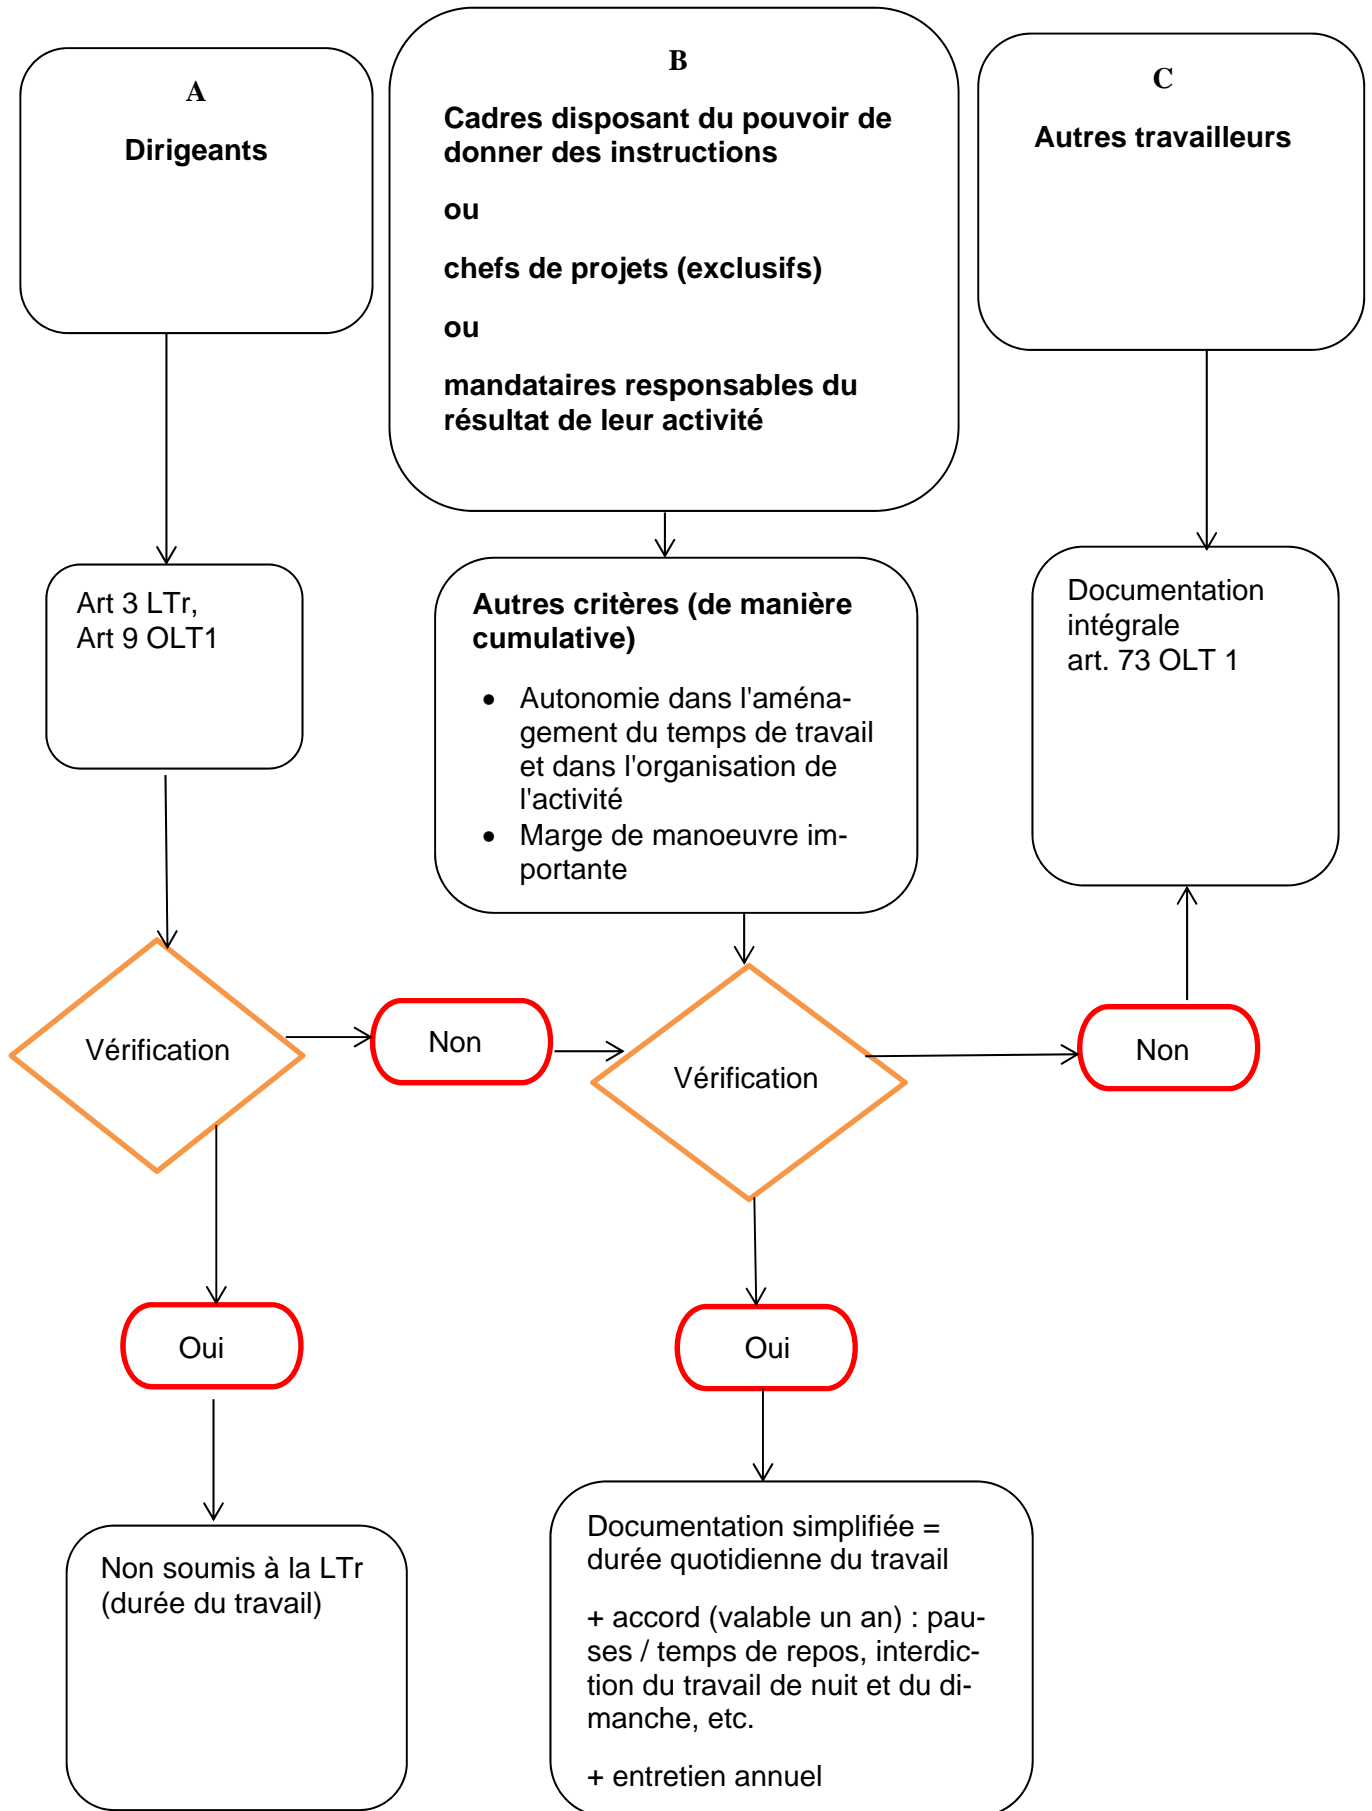 A
Dirigeants
B
Cadres disposant du pouvoir de
donner des instructions
ou
chefs de projets (exclusifs)
ou
mandataires responsables du
résultat de leur activité
C
Autres travailleurs
Art 3 LTr,
Art 9 OLT1
Autres critères (de manière
cumulative)
• Autonomie dans l'aména-
gement du temps de travail
et dans l'organisation de
l'activité
• Marge de manoeuvre im-
portante
Documentation
intégrale
art. 73 OLT 1
Vérification
Non
Vérification
Non
Oui
Oui
Non soumis à la LTr
(durée du travail)
Documentation simplifiée =
durée quotidienne du travail
+ accord (valable un an) : pau-
ses / temps de repos, interdic-
tion du travail de nuit et du di-
manche, etc.
+ entretien annuel